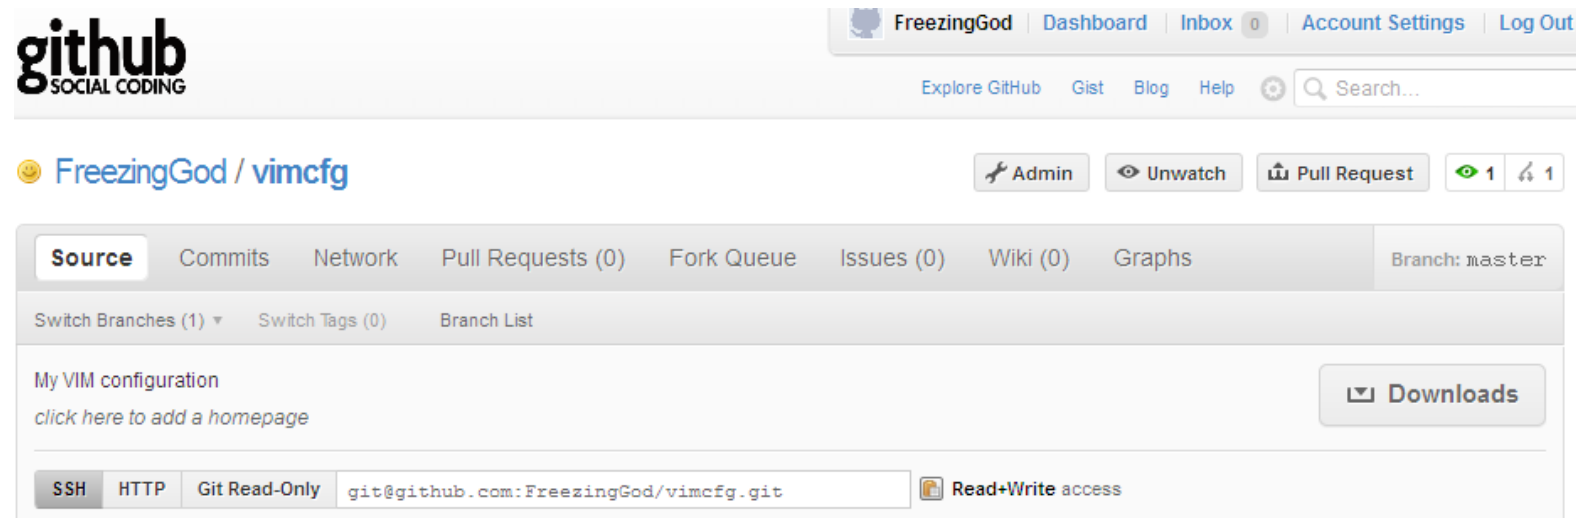 github
SOCIAL CODING
FreezingGod Dashboard Inbox 0 Account Settings Log Out
Explore GitHub Gist Blog Help Search...
FreezingGod / vimcfg
Admin Unwatch Pull Request 1 1
Source Commits Network Pull Requests (0) Fork Queue Issues (0) Wiki (0) Graphs Branch: master
Switch Branches (1) Switch Tags (0) Branch List
My VIM configuration
click here to add a homepage
Downloads
SSH HTTP Git Read-Only git@github.com:FreezingGod/vimcfg.git Read+Write access